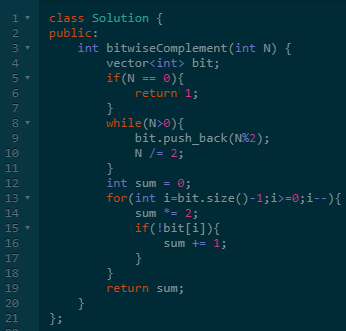 1 class Solution {
2 public:
3     int bitwiseComplement(int N) {
4         vector<int> bit;
5         if(N == 0){
6             return 1;
7         }
8         while(N>0){
9             bit.push_back(N%2);
10             N /= 2;
11         }
12         int sum = 0;
13         for(int i=bit.size()-1;i>=0;i--){
14             sum *= 2;
15             if(!bit[i]){
16                 sum += 1;
17             }
18         }
19         return sum;
20     }
21 };